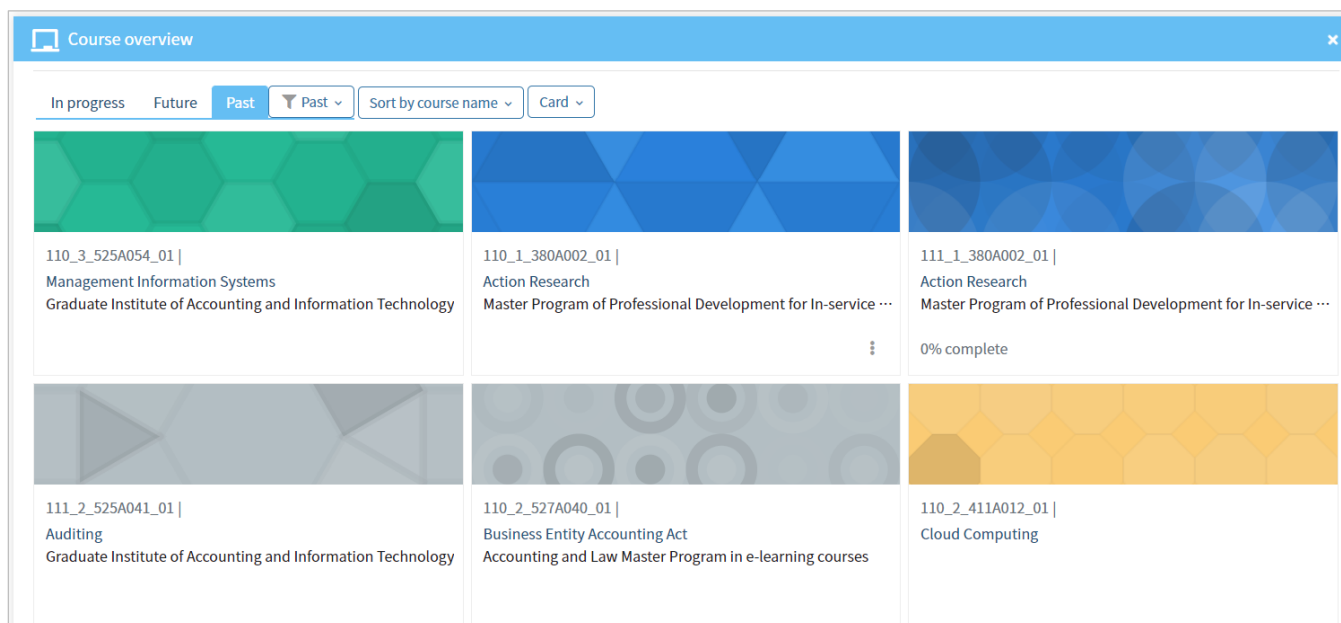 Course overview
In progress Future Past Past Sort by course name Card
110_3_525A054_01 |
Management Information Systems
Graduate Institute of Accounting and Information Technology
110_1_380A002_01 |
Action Research
Master Program of Professional Development for In-service ...
111_1_380A002_01 |
Action Research
Master Program of Professional Development for In-service ...
0% complete
111_2_525A041_01 |
Auditing
Graduate Institute of Accounting and Information Technology
110_2_527A040_01 |
Business Entity Accounting Act
Accounting and Law Master Program in e-learning courses
110_2_411A012_01 |
Cloud Computing